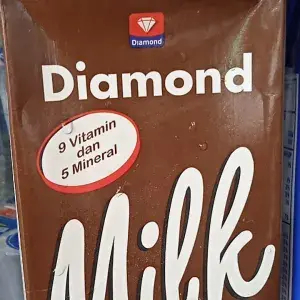 Diamond
Diamond
9 Vitamin
dan
5 Mineral
Milk